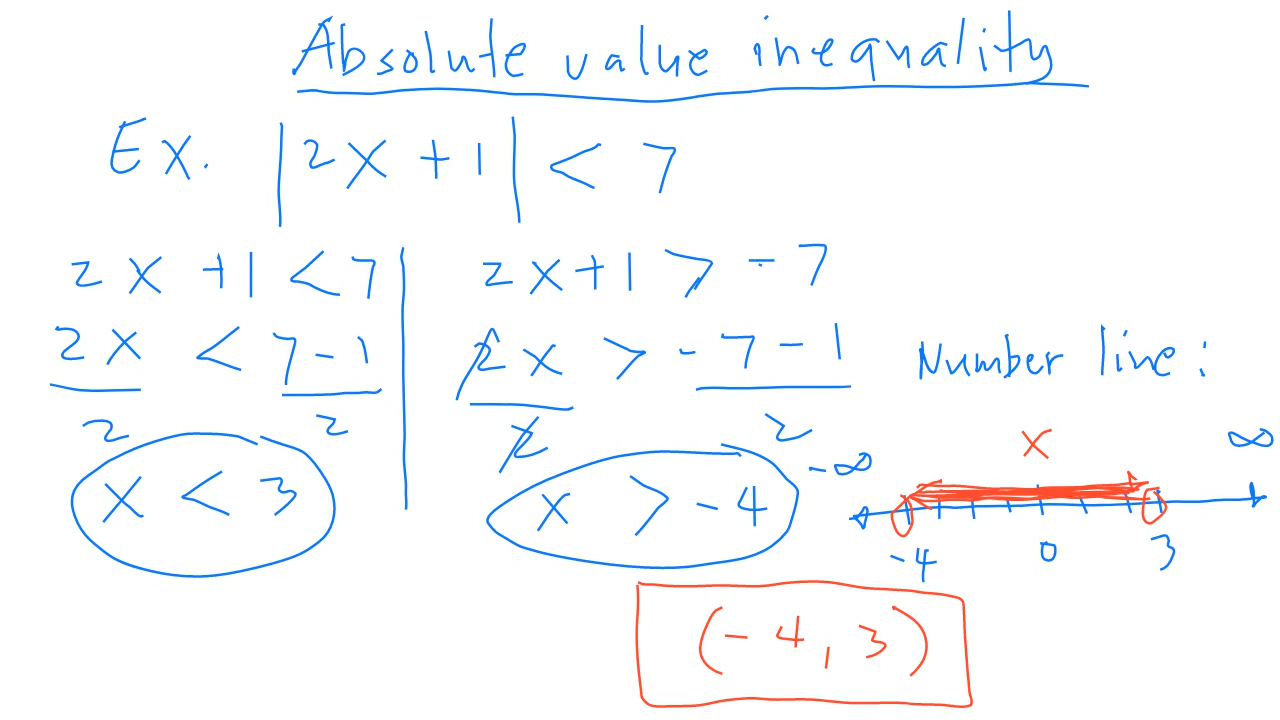 Absolute value inequality
Ex. |2x + 1| < 7
2x + 1 < 7
2x < 7 - 1
2 2
x < 3
2x + 1 > -7
2x > -7 - 1
2 2
x > -4
Number line:
x
-∞ ∞
-4 0 3
(-4, 3)